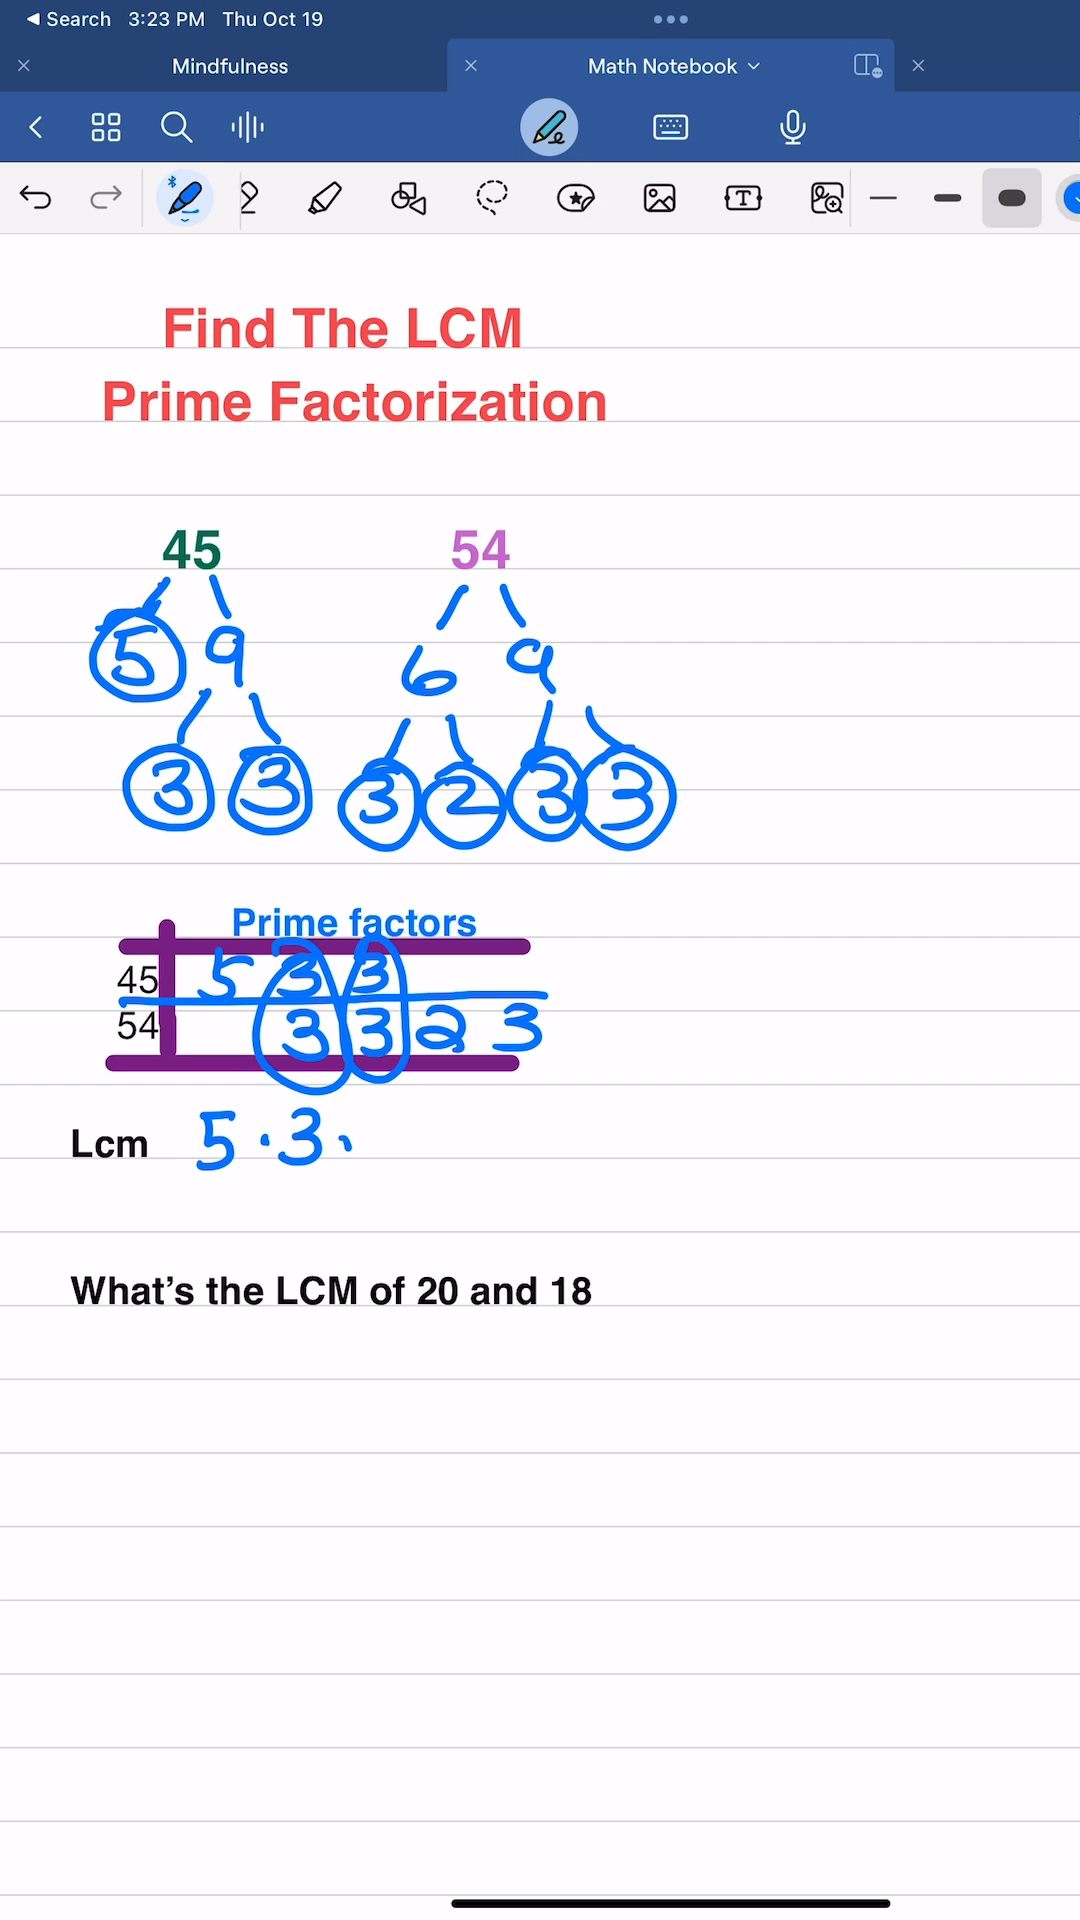 Search 3:23 PM Thu Oct 19
Mindfulness
Math Notebook
Find The LCM
Prime Factorization
45 54
5 9 6 9
3 3 3 2 3 3
Prime factors
45 5 3 3
54 3 3 2 3
Lcm 5 · 3 ·
What's the LCM of 20 and 18